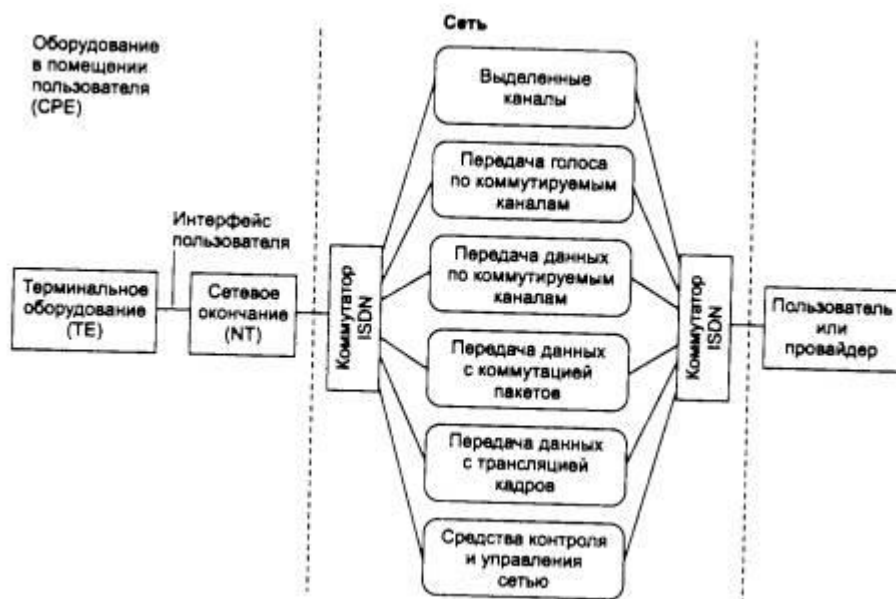 Сеть
Оборудование
в помещении
пользователя
(CPE)
Интерфейс
пользователя
Терминальное
оборудование
(TE)
Сетевое
окончание
(NT)
Коммутатор
ISDN
Выделенные
каналы
Передача голоса
по коммутируемым
каналам
Передача данных
по коммутируемым
каналам
Передача данных
с коммутацией
пакетов
Передача данных
с трансляцией
кадров
Средства контроля
и управления
сетью
Коммутатор
ISDN
Пользователь
или
провайдер